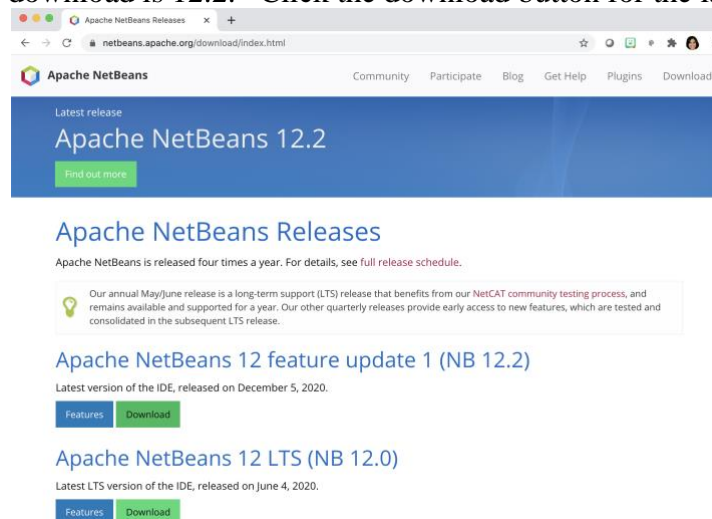 download is 12.2. Click the download button for the
Apache NetBeans Releases
netbeans.apache.org/download/index.html
Apache NetBeans Community Participate Blog Get Help Plugins Download
Latest release
Apache NetBeans 12.2
Find out more
Apache NetBeans Releases
Apache NetBeans is released four times a year. For details, see full release schedule.
Our annual May/June release is a long-term support (LTS) release that benefits from our NetCAT community testing process, and
remains available and supported for a year. Our other quarterly releases provide early access to new features, which are tested and
consolidated in the subsequent LTS release.
Apache NetBeans 12 feature update 1 (NB 12.2)
Latest version of the IDE, released on December 5, 2020.
Features Download
Apache NetBeans 12 LTS (NB 12.0)
Latest LTS version of the IDE, released on June 4, 2020.
Features Download